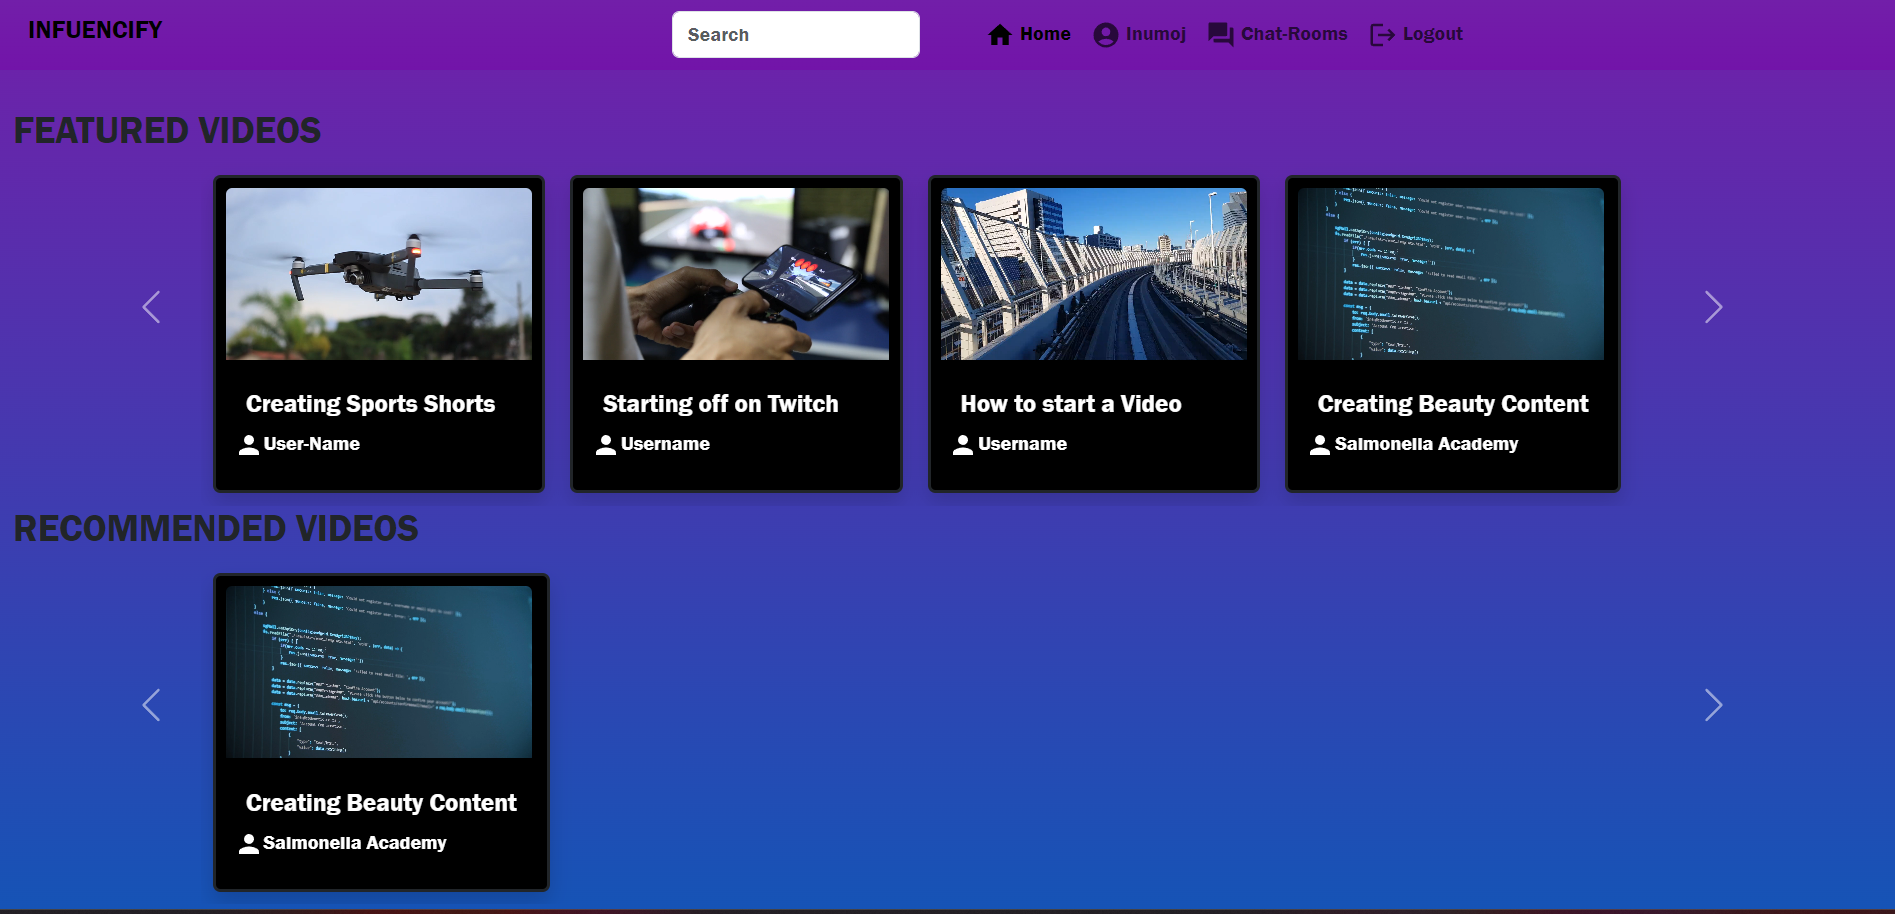 INFUENCIFY
Search
Home
Inumoj
Chat-Rooms
Logout
FEATURED VIDEOS
Creating Sports Shorts
User-Name
Starting off on Twitch
Username
How to start a Video
Username
Creating Beauty Content
Salmonella Academy
RECOMMENDED VIDEOS
Creating Beauty Content
Salmonella Academy